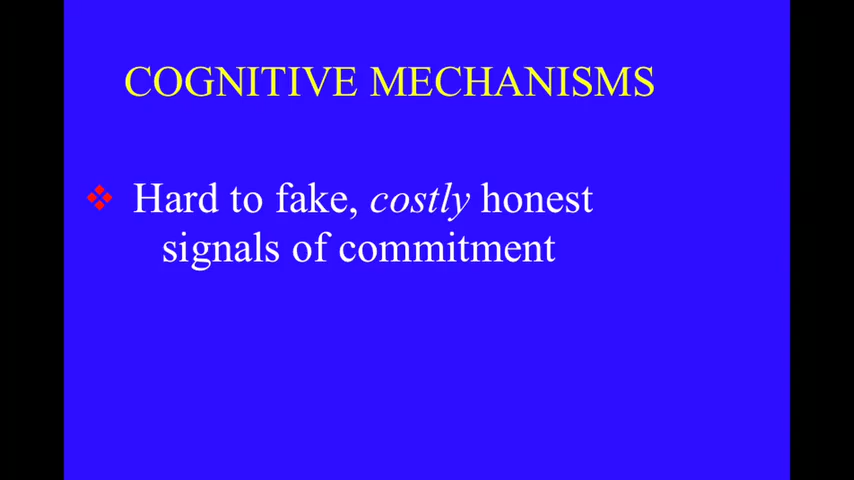 COGNITIVE MECHANISMS
Hard to fake, costly honest
signals of commitment